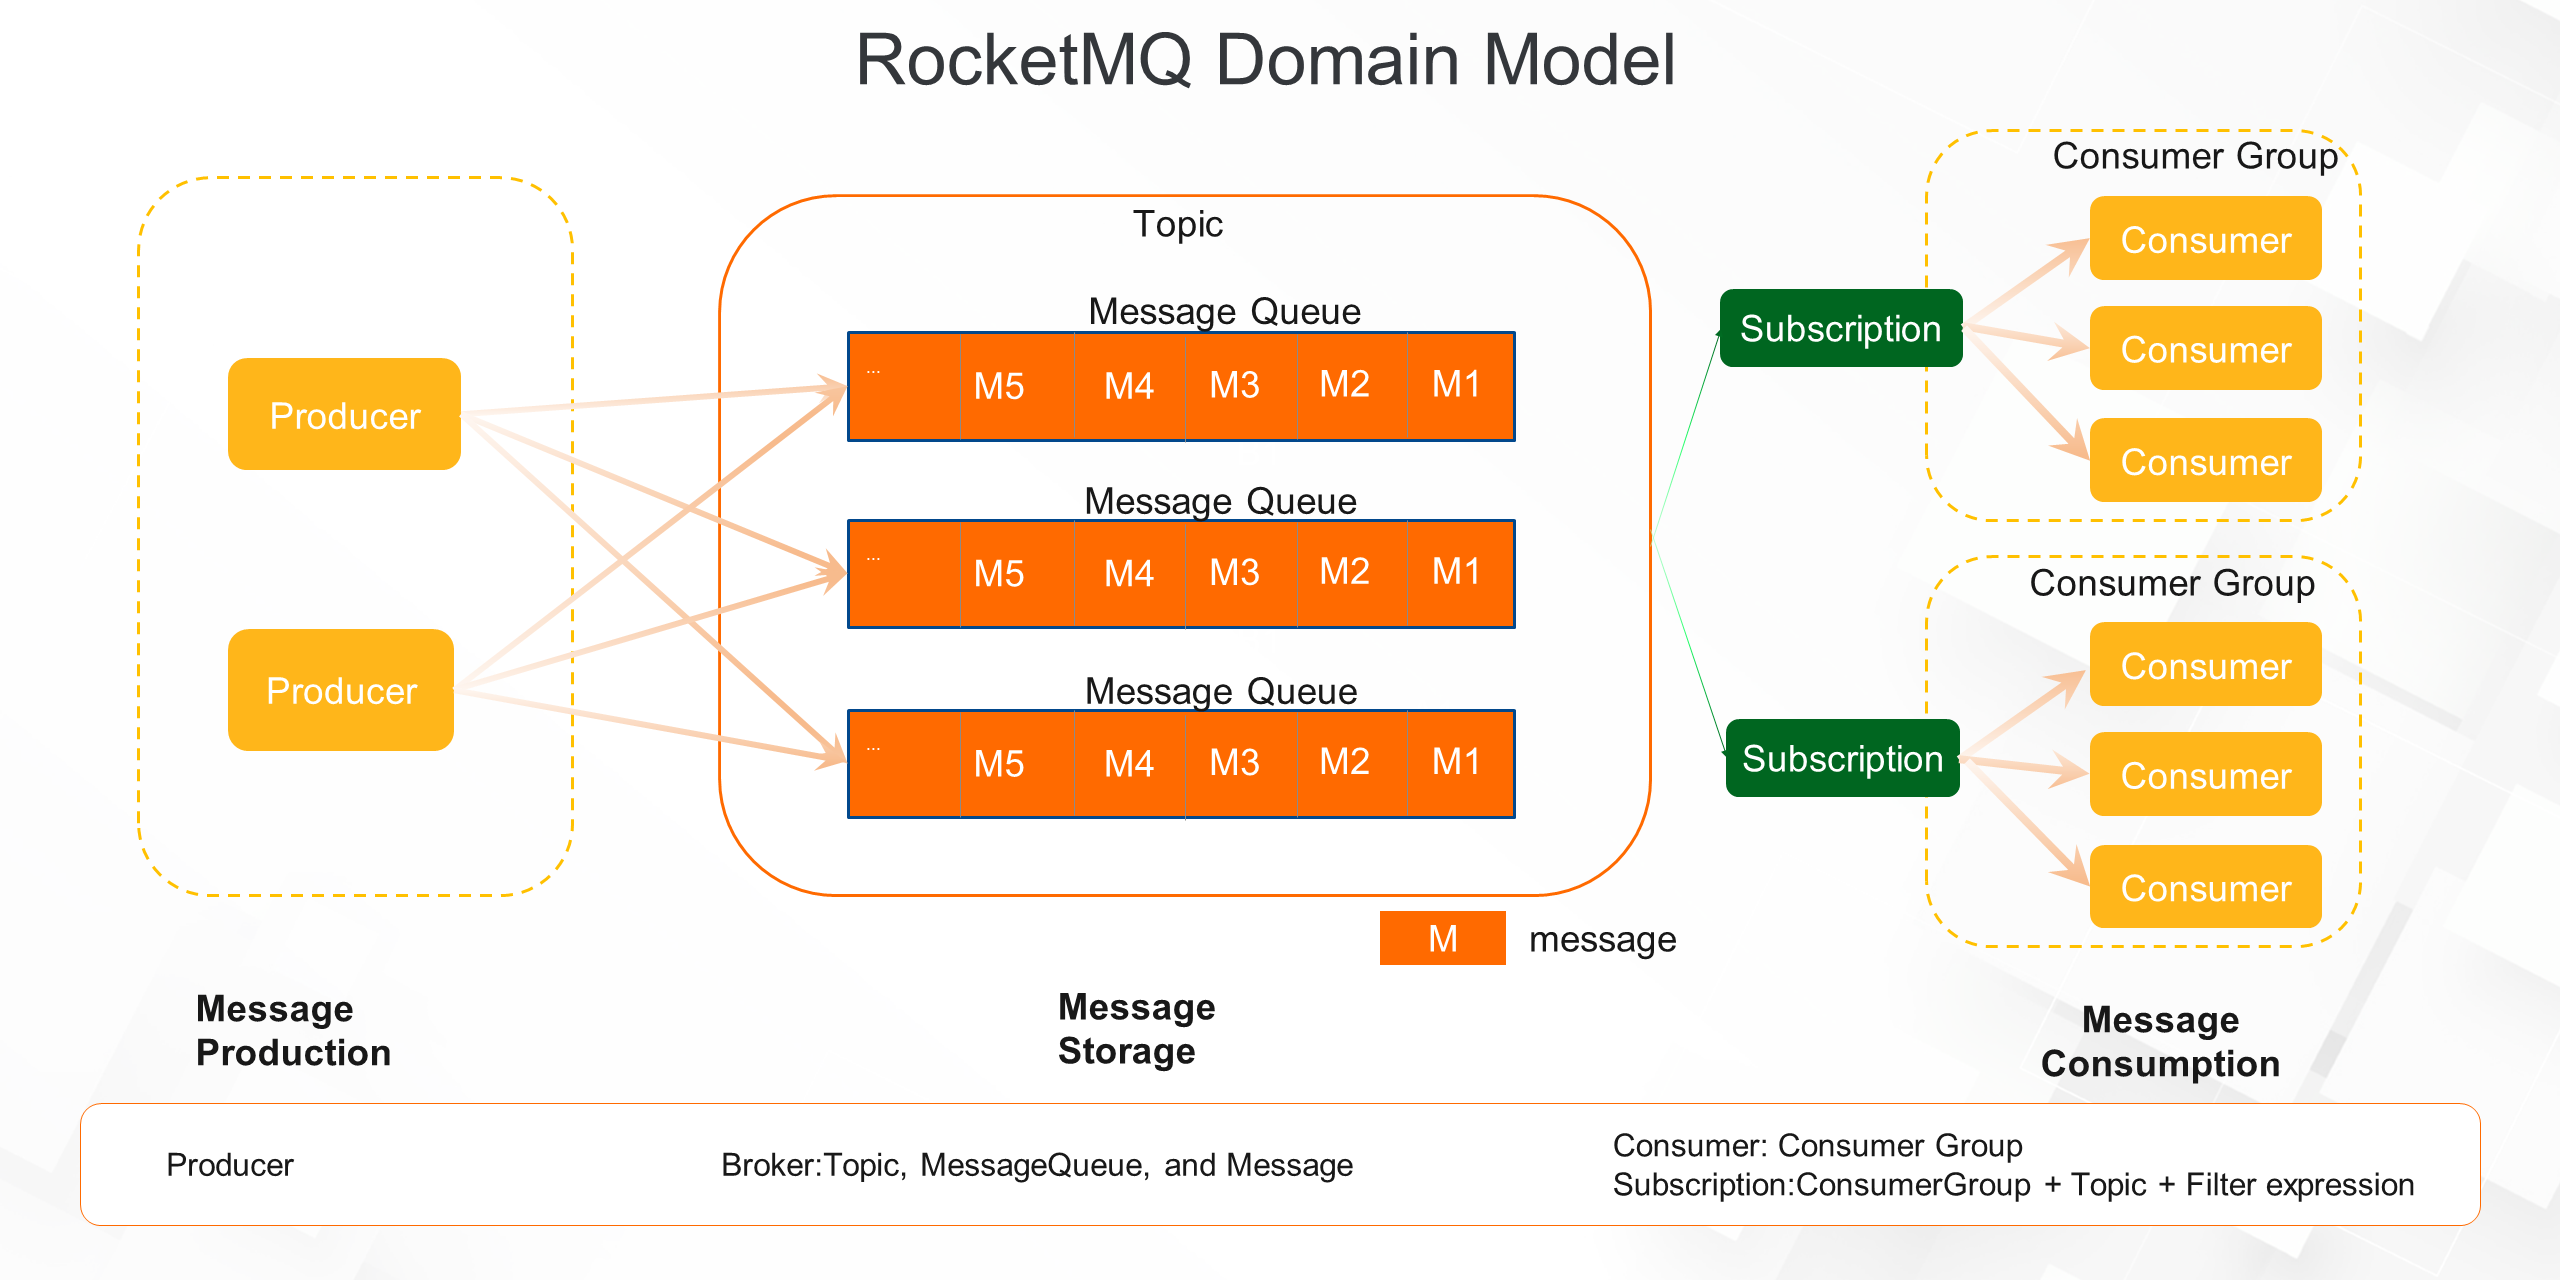 RocketMQ Domain Model
Producer
Producer
Topic
Message Queue
... M5 M4 M3 M2 M1
Message Queue
... M5 M4 M3 M2 M1
Message Queue
... M5 M4 M3 M2 M1
M message
Subscription
Subscription
Consumer Group
Consumer
Consumer
Consumer
Consumer Group
Consumer
Consumer
Consumer
Message
Production
Message
Storage
Message
Consumption
Producer
Broker:Topic, MessageQueue, and Message
Consumer: Consumer Group
Subscription:ConsumerGroup + Topic + Filter expression